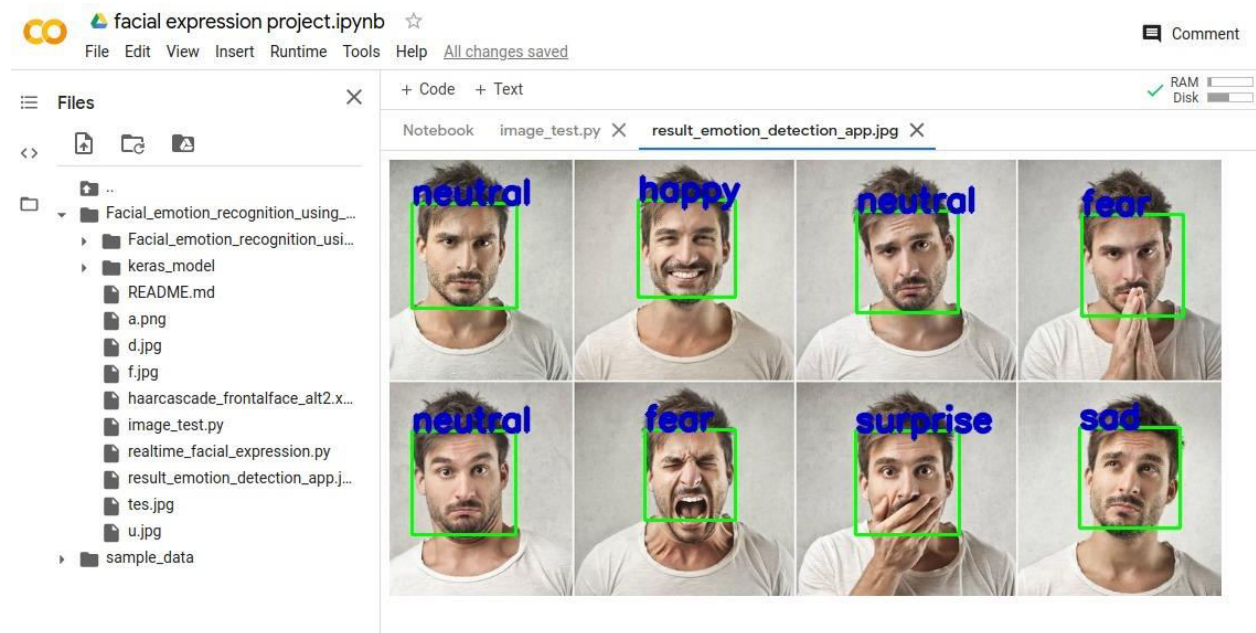 facial expression project.ipynb
File Edit View Insert Runtime Tools Help All changes saved
Comment
Files
..
Facial_emotion_recognition_using_...
Facial_emotion_recognition_usi...
keras_model
README.md
a.png
d.jpg
f.jpg
haarcascade_frontalface_alt2.x...
image_test.py
realtime_facial_expression.py
result_emotion_detection_app.j...
tes.jpg
u.jpg
sample_data
+ Code + Text
RAM
Disk
Notebook image_test.py result_emotion_detection_app.jpg
neutral happy neutral fear
neutral fear surprise sad